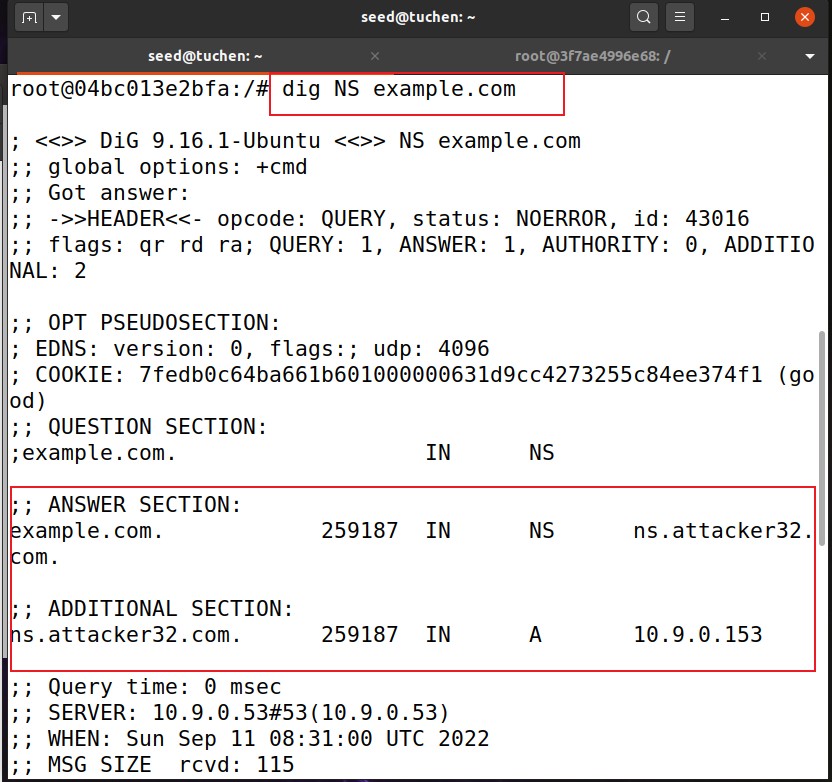 seed@tuchen: ~
seed@tuchen: ~
root@3f7ae4996e68: /
root@04bc013e2bfa:/# dig NS example.com
; <<>> DiG 9.16.1-Ubuntu <<>> NS example.com
;; global options: +cmd
;; Got answer:
;; ->>HEADER<<- opcode: QUERY, status: NOERROR, id: 43016
;; flags: qr rd ra; QUERY: 1, ANSWER: 1, AUTHORITY: 0, ADDITIO
NAL: 2
;; OPT PSEUDOSECTION:
; EDNS: version: 0, flags:; udp: 4096
; COOKIE: 7fedb0c64ba661b601000000631d9cc4273255c84ee374f1 (go
od)
;; QUESTION SECTION:
;example.com. IN NS
;; ANSWER SECTION:
example.com. 259187 IN NS ns.attacker32.
com.
;; ADDITIONAL SECTION:
ns.attacker32.com. 259187 IN A 10.9.0.153
;; Query time: 0 msec
;; SERVER: 10.9.0.53#53(10.9.0.53)
;; WHEN: Sun Sep 11 08:31:00 UTC 2022
;; MSG SIZE  rcvd: 115